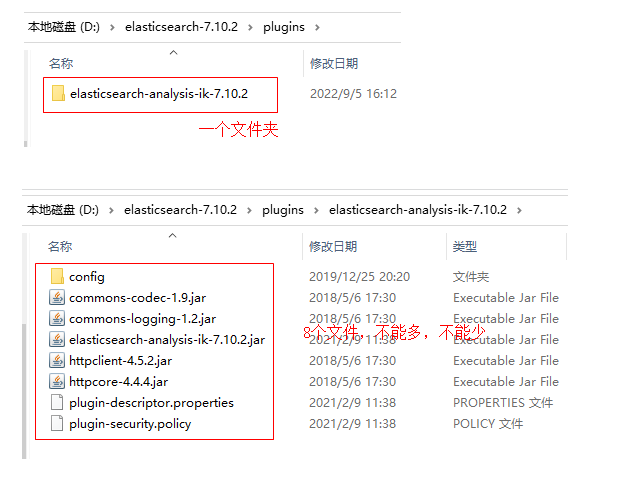 本地磁盘 (D:) > elasticsearch-7.10.2 > plugins >
名称 修改日期
elasticsearch-analysis-ik-7.10.2 2022/9/5 16:12
一个文件夹
本地磁盘 (D:) > elasticsearch-7.10.2 > plugins > elasticsearch-analysis-ik-7.10.2 >
名称 修改日期 类型
config 2019/12/25 20:20 文件夹
commons-codec-1.9.jar 2018/5/6 17:30 Executable Jar File
commons-logging-1.2.jar 2018/5/6 17:30 Executable Jar File
8个文件，不能多，不能少
elasticsearch-analysis-ik-7.10.2.jar 2021/2/9 11:38 Executable Jar File
httpclient-4.5.2.jar 2018/5/6 17:30 Executable Jar File
httpcore-4.4.4.jar 2018/5/6 17:30 Executable Jar File
plugin-descriptor.properties 2021/2/9 11:38 PROPERTIES 文件
plugin-security.policy 2021/2/9 11:38 POLICY 文件